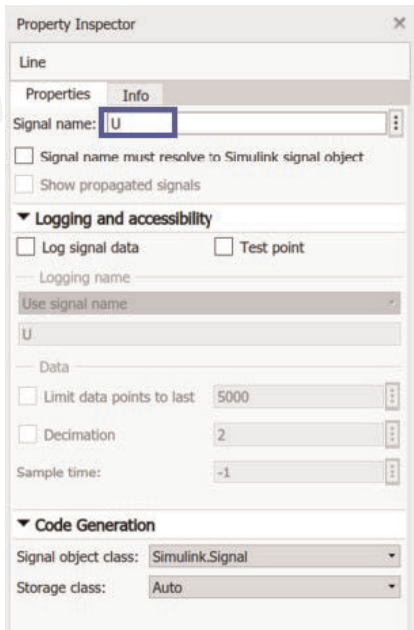 Property Inspector
Line
Properties Info
Signal name: U
Signal name must resolve to Simulink signal object
Show propagated signals
Logging and accessibility
Log signal data Test point
Logging name
Use signal name
U
Data
Limit data points to last 5000
Decimation 2
Sample time: -1
Code Generation
Signal object class: Simulink.Signal
Storage class: Auto